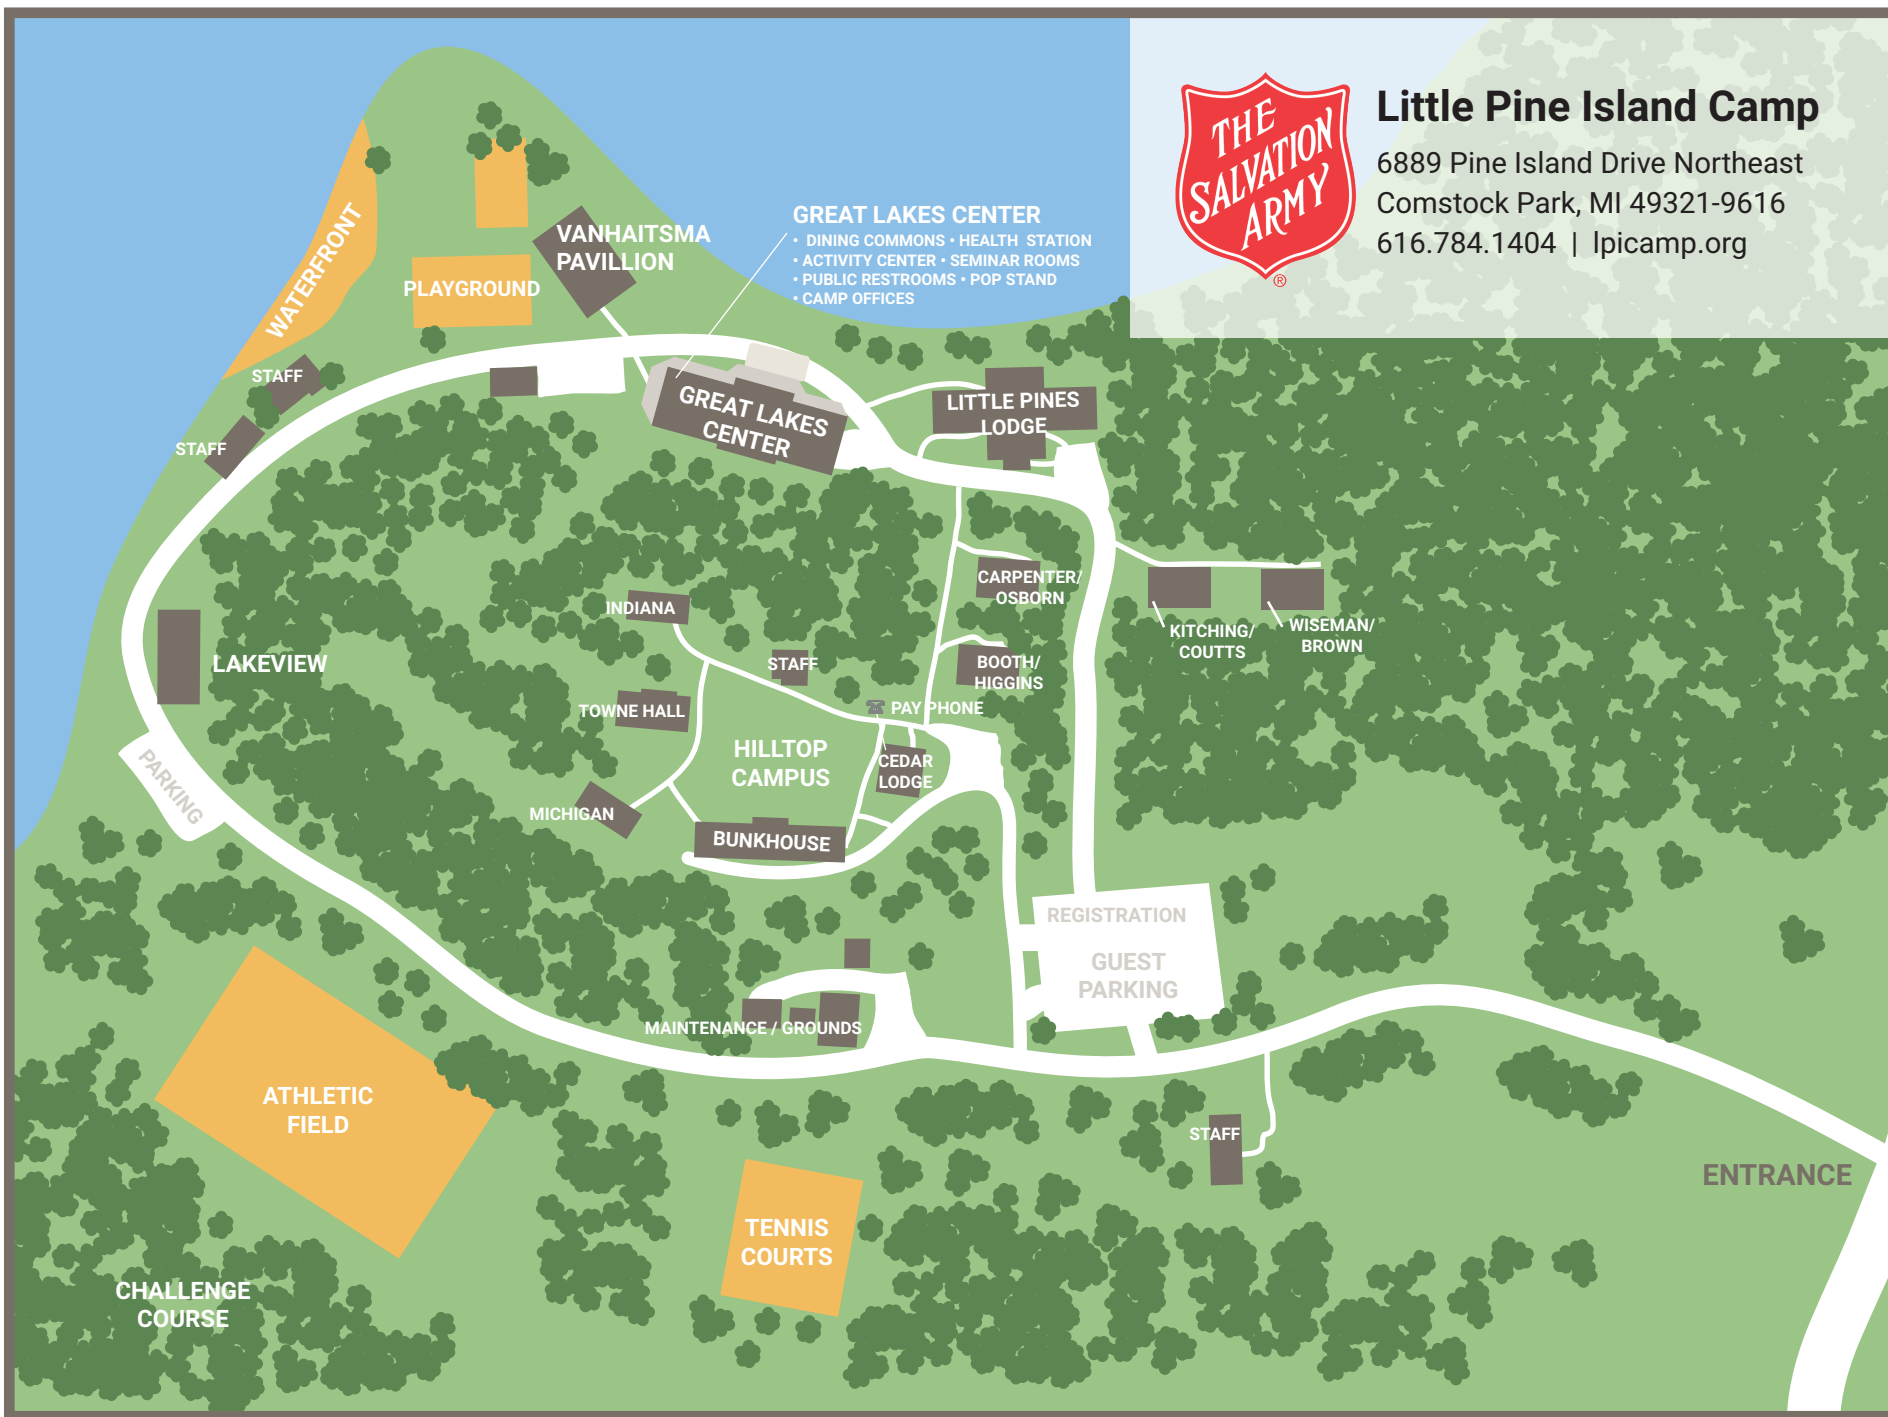 THE
SALVATION
ARMY
®
Little Pine Island Camp
6889 Pine Island Drive Northeast
Comstock Park, MI 49321-9616
616.784.1404 | lpicamp.org
WATERFRONT
PLAYGROUND
VANHAITSMA
PAVILLION
GREAT LAKES CENTER
• DINING COMMONS • HEALTH STATION
• ACTIVITY CENTER • SEMINAR ROOMS
• PUBLIC RESTROOMS • POP STAND
• CAMP OFFICES
STAFF
STAFF
GREAT LAKES
CENTER
LITTLE PINES
LODGE
CARPENTER/
OSBORN
INDIANA
KITCHING/
COUTTS
WISEMAN/
BROWN
LAKEVIEW
STAFF
BOOTH/
HIGGINS
TOWNE HALL
PAY PHONE
HILLTOP
CAMPUS
CEDAR
LODGE
PARKING
MICHIGAN
BUNKHOUSE
REGISTRATION
GUEST
PARKING
MAINTENANCE / GROUNDS
ATHLETIC
FIELD
STAFF
ENTRANCE
TENNIS
COURTS
CHALLENGE
COURSE